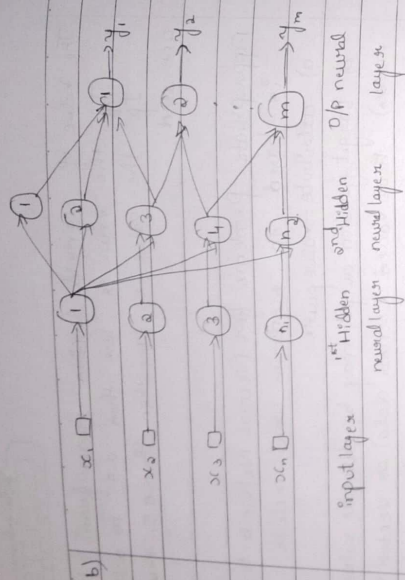 b)
1
x₁ 1 2 1 y₁
x₂ 2 3 2 y₂
x₃ 3 4
xₙ n₁ n₂ m yₘ
input layer 1st Hidden 2nd Hidden O/P neural
neural layer neural layer layer